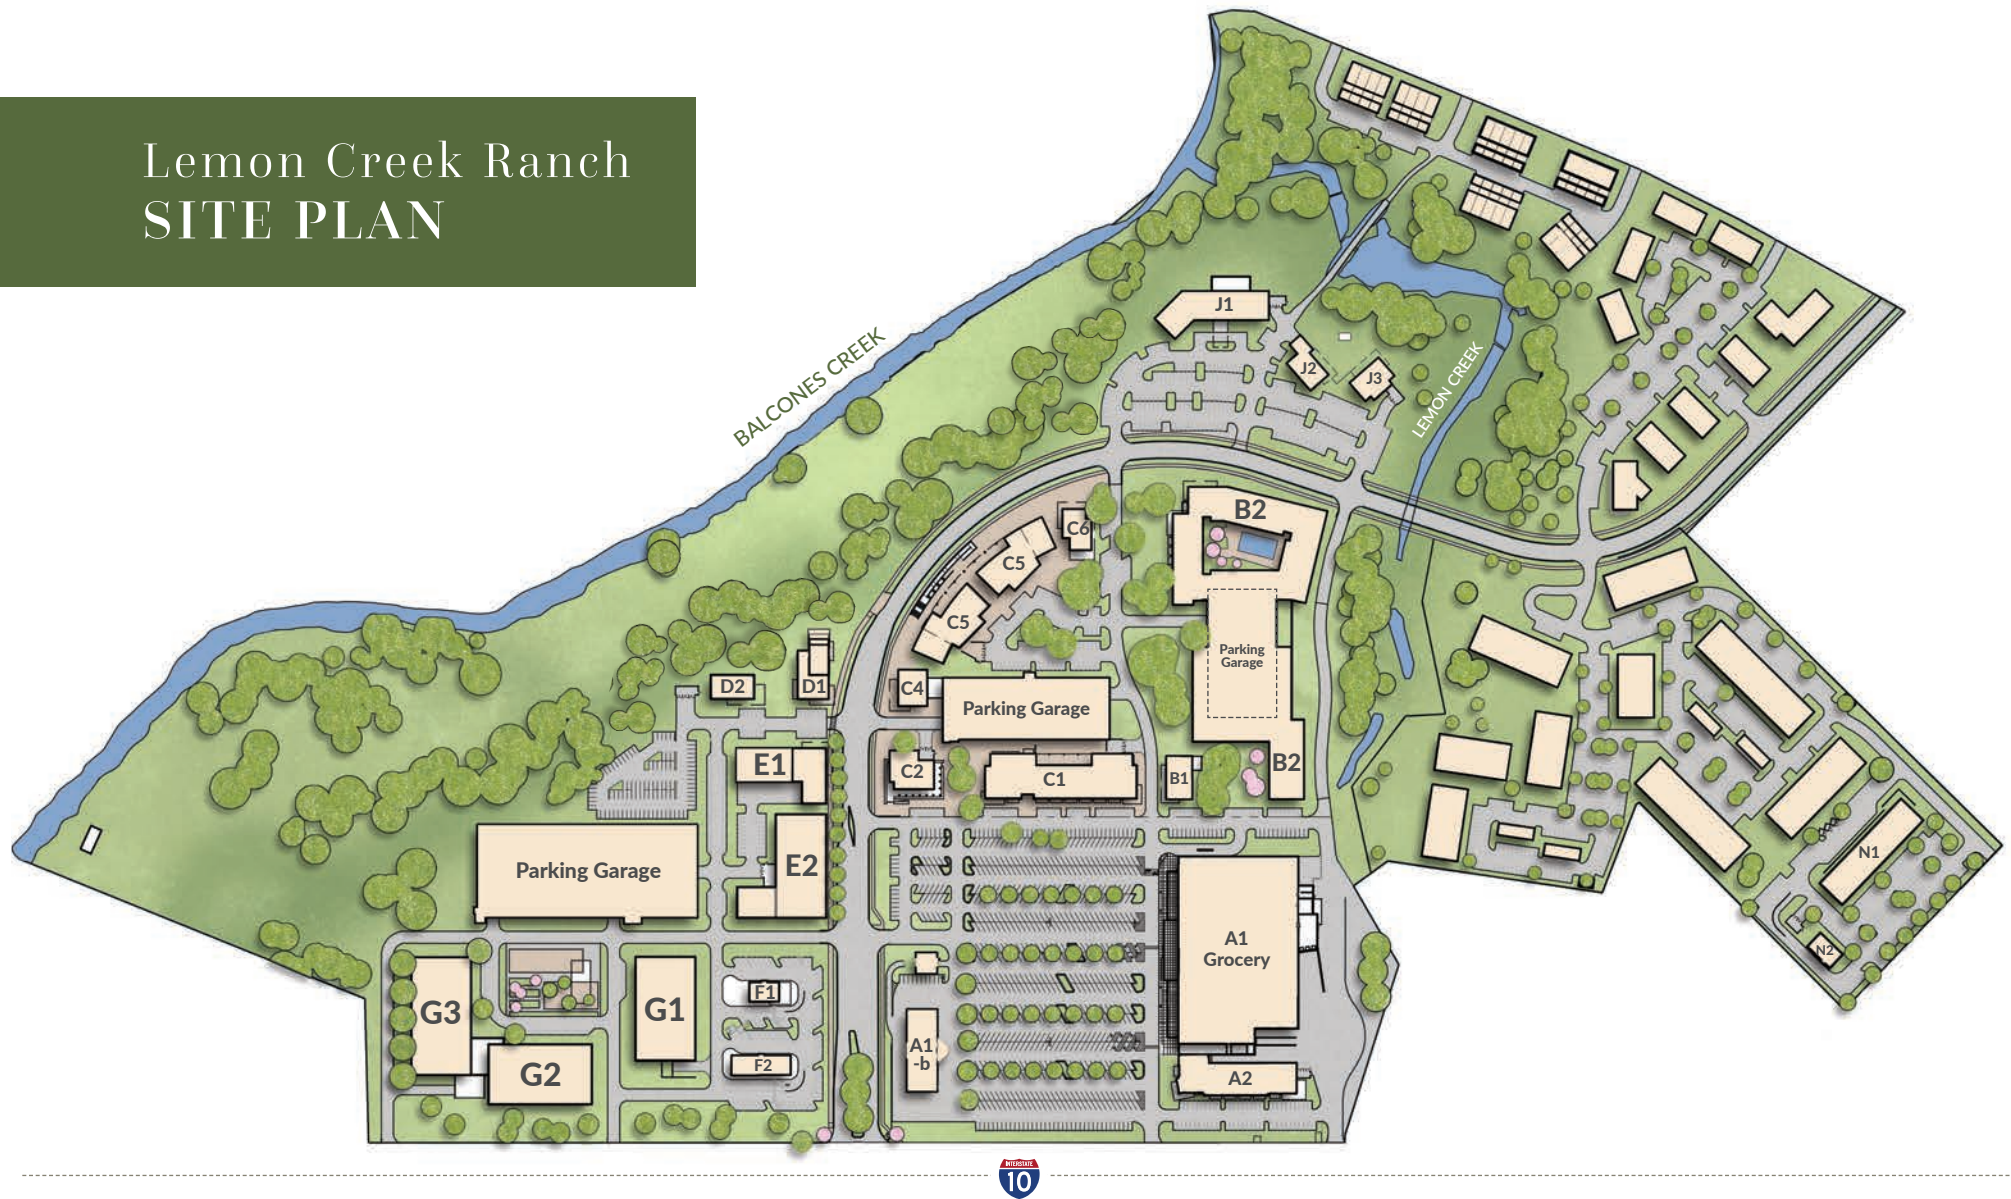 Lemon Creek Ranch
SITE PLAN
BALCONES CREEK
LEMON CREEK
J1
J2
J3
B2
C6
C5
C5
Parking
Garage
D2
D1
C4
Parking Garage
E1
C2
C1
B1
B2
Parking Garage
E2
N1
A1
Grocery
N2
G3
G1
F1
A1
-b
F2
G2
A2
INTERSTATE
10